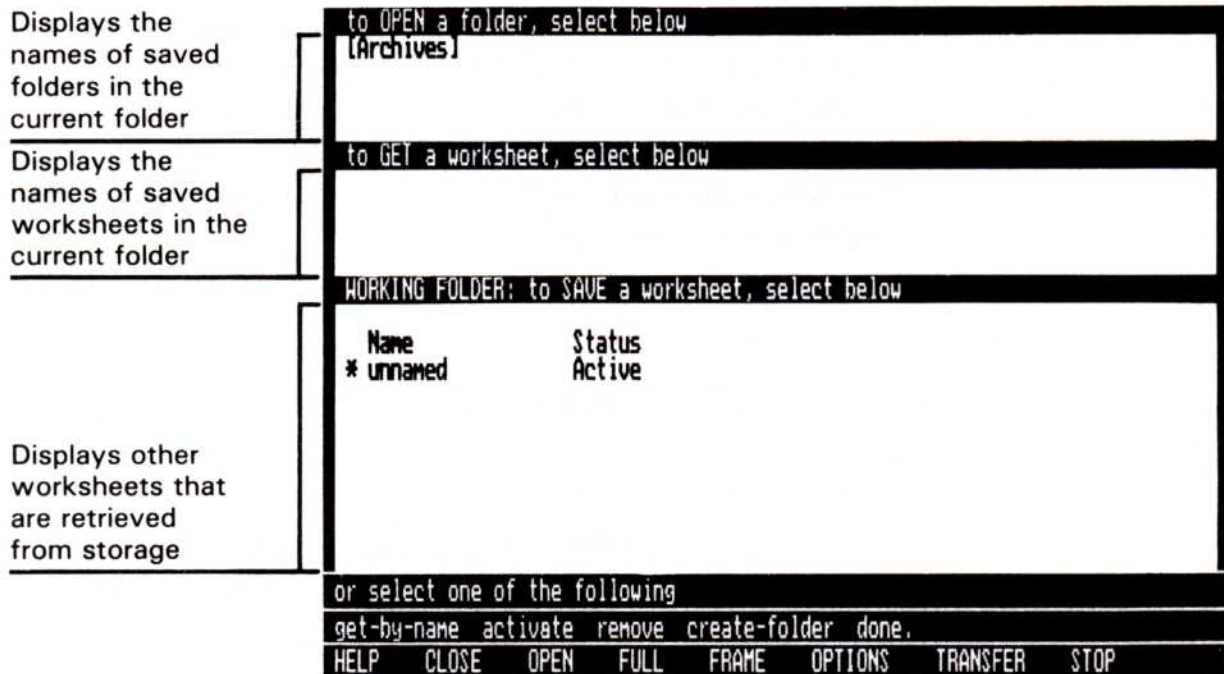 Displays the
names of saved
folders in the
current folder
to OPEN a folder, select below
[Archives]
Displays the
names of saved
worksheets in the
current folder
to GET a worksheet, select below
WORKING FOLDER: to SAVE a worksheet, select below
Name Status
* unnamed Active
Displays other
worksheets that
are retrieved
from storage
or select one of the following
get-by-name activate remove create-folder done.
HELP CLOSE OPEN FULL FRAME OPTIONS TRANSFER STOP